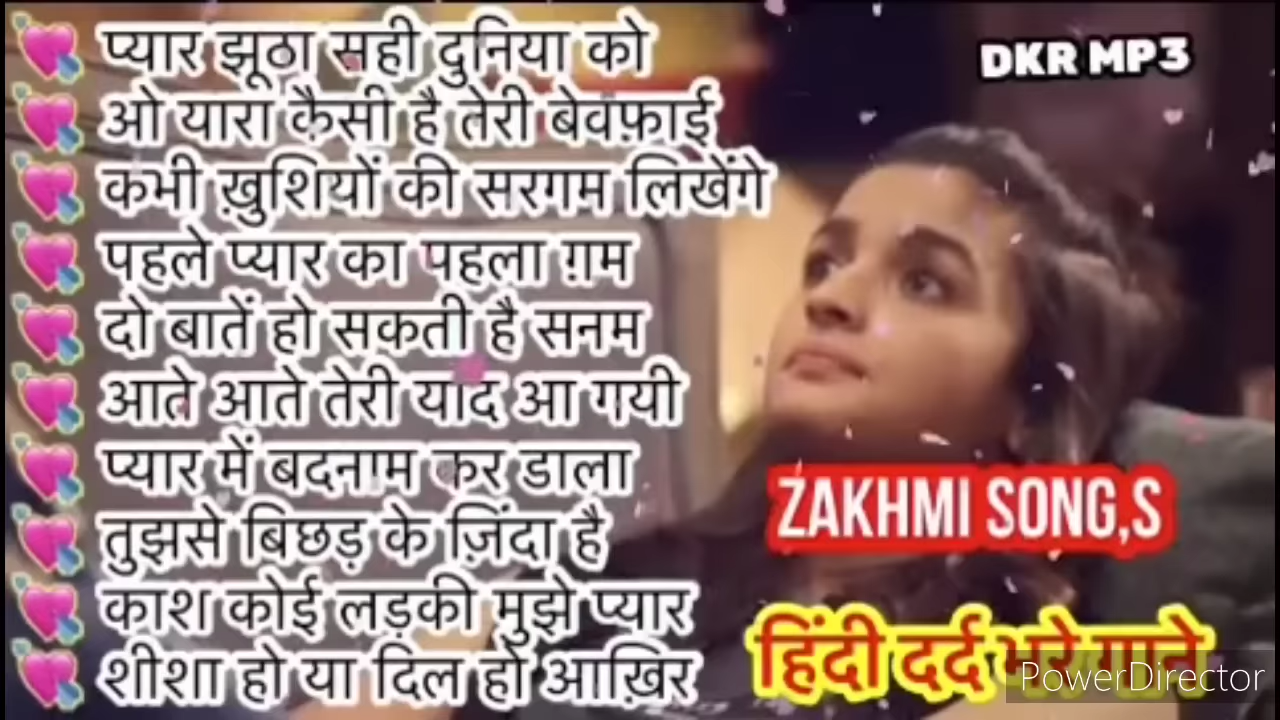 प्यार झूठा सही दुनिया को
ओ यारा कैसी है तेरी बेवफ़ाई
कभी ख़ुशियों की सरगम लिखेंगे
पहले प्यार का पहला ग़म
दो बातें हो सकती है सनम
आते आते तेरी याद आ गयी
प्यार में बदनाम कर डाला
तुझसे बिछड़ के ज़िंदा है
काश कोई लड़की मुझे प्यार
शीशा हो या दिल हो आख़िर
DKR MP3
ZAKHMI SONG,S
हिंदी दर्द भरे गाने
PowerDirector